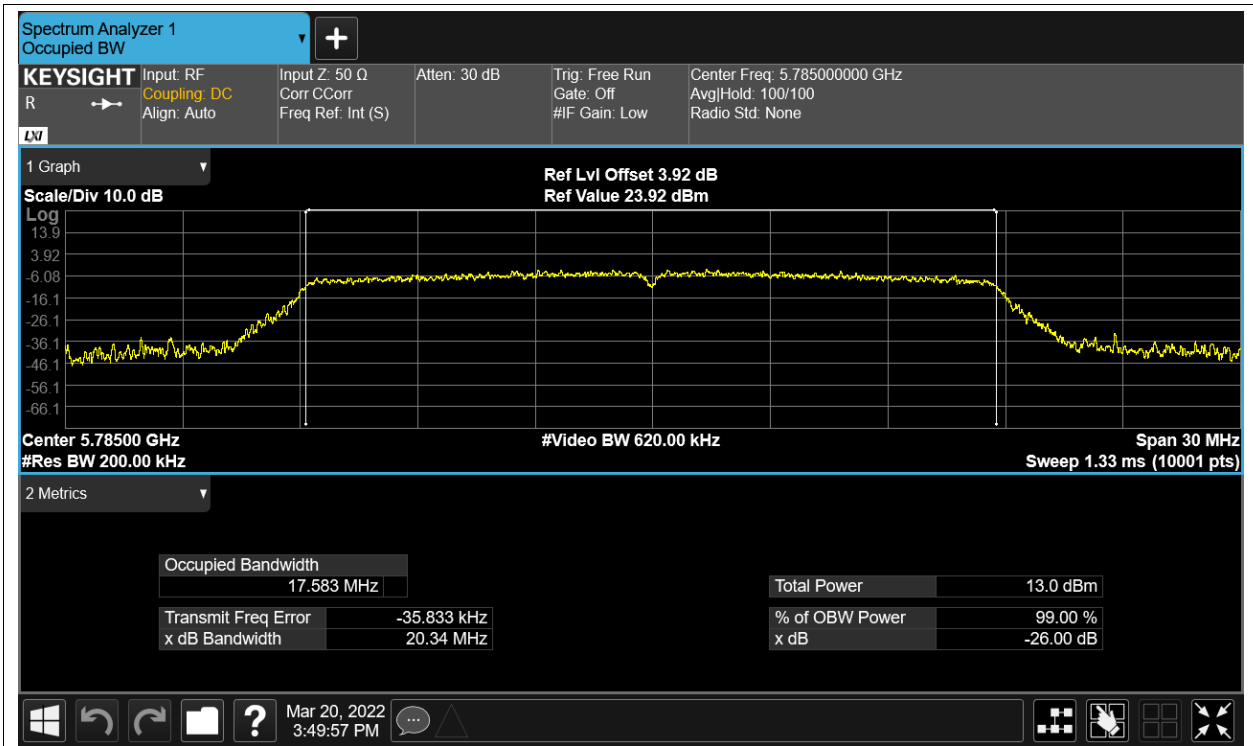 Spectrum Analyzer 1
Occupied BW
KEYSIGHT
R
LXI
Input: RF
Coupling: DC
Align: Auto
Input Z: 50 Ω
Corr CCorr
Freq Ref: Int (S)
Atten: 30 dB
Trig: Free Run
Gate: Off
#IF Gain: Low
Center Freq: 5.785000000 GHz
Avg|Hold: 100/100
Radio Std: None
1 Graph
Scale/Div 10.0 dB
Ref Lvl Offset 3.92 dB
Ref Value 23.92 dBm
Log
13.9
3.92
-6.08
-16.1
-26.1
-36.1
-46.1
-56.1
-66.1
Center 5.78500 GHz
#Res BW 200.00 kHz
#Video BW 620.00 kHz
Span 30 MHz
Sweep 1.33 ms (10001 pts)
2 Metrics
Occupied Bandwidth
17.583 MHz
Transmit Freq Error -35.833 kHz
x dB Bandwidth 20.34 MHz
Total Power 13.0 dBm
% of OBW Power 99.00 %
x dB -26.00 dB
?
Mar 20, 2022
3:49:57 PM